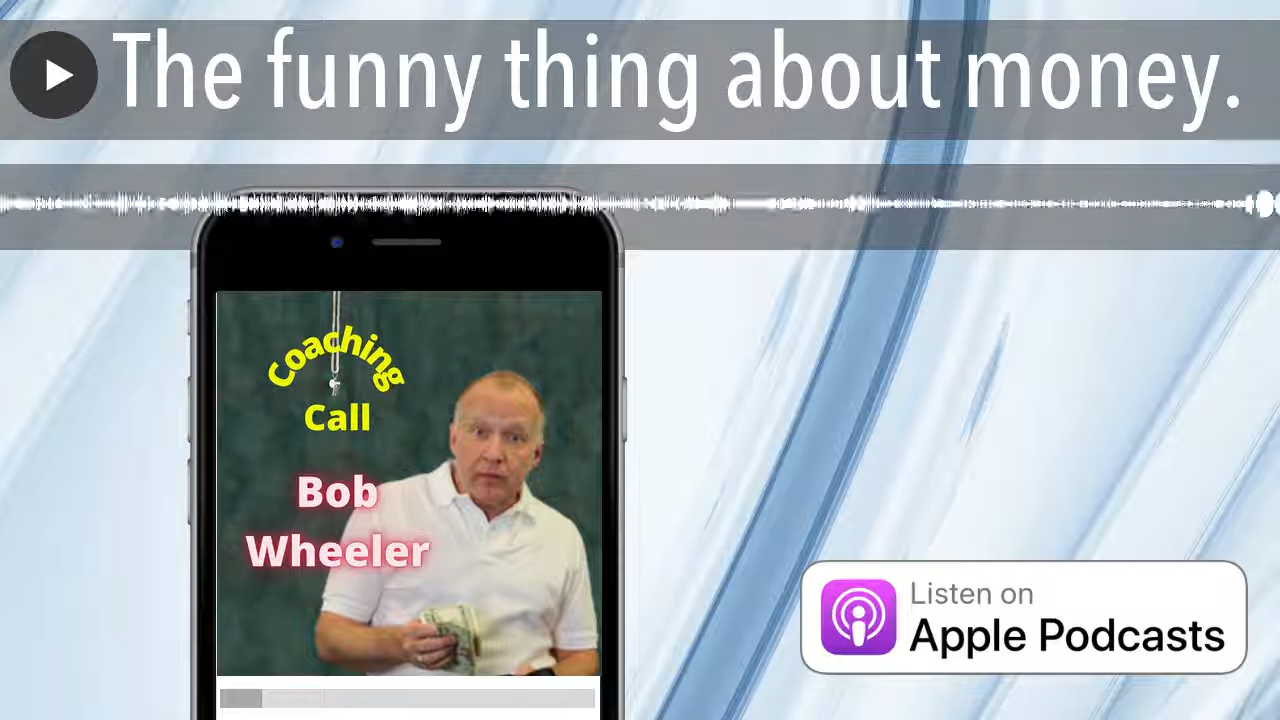 The funny thing about money.
Coaching
Call
Bob
Wheeler
Listen on
Apple Podcasts